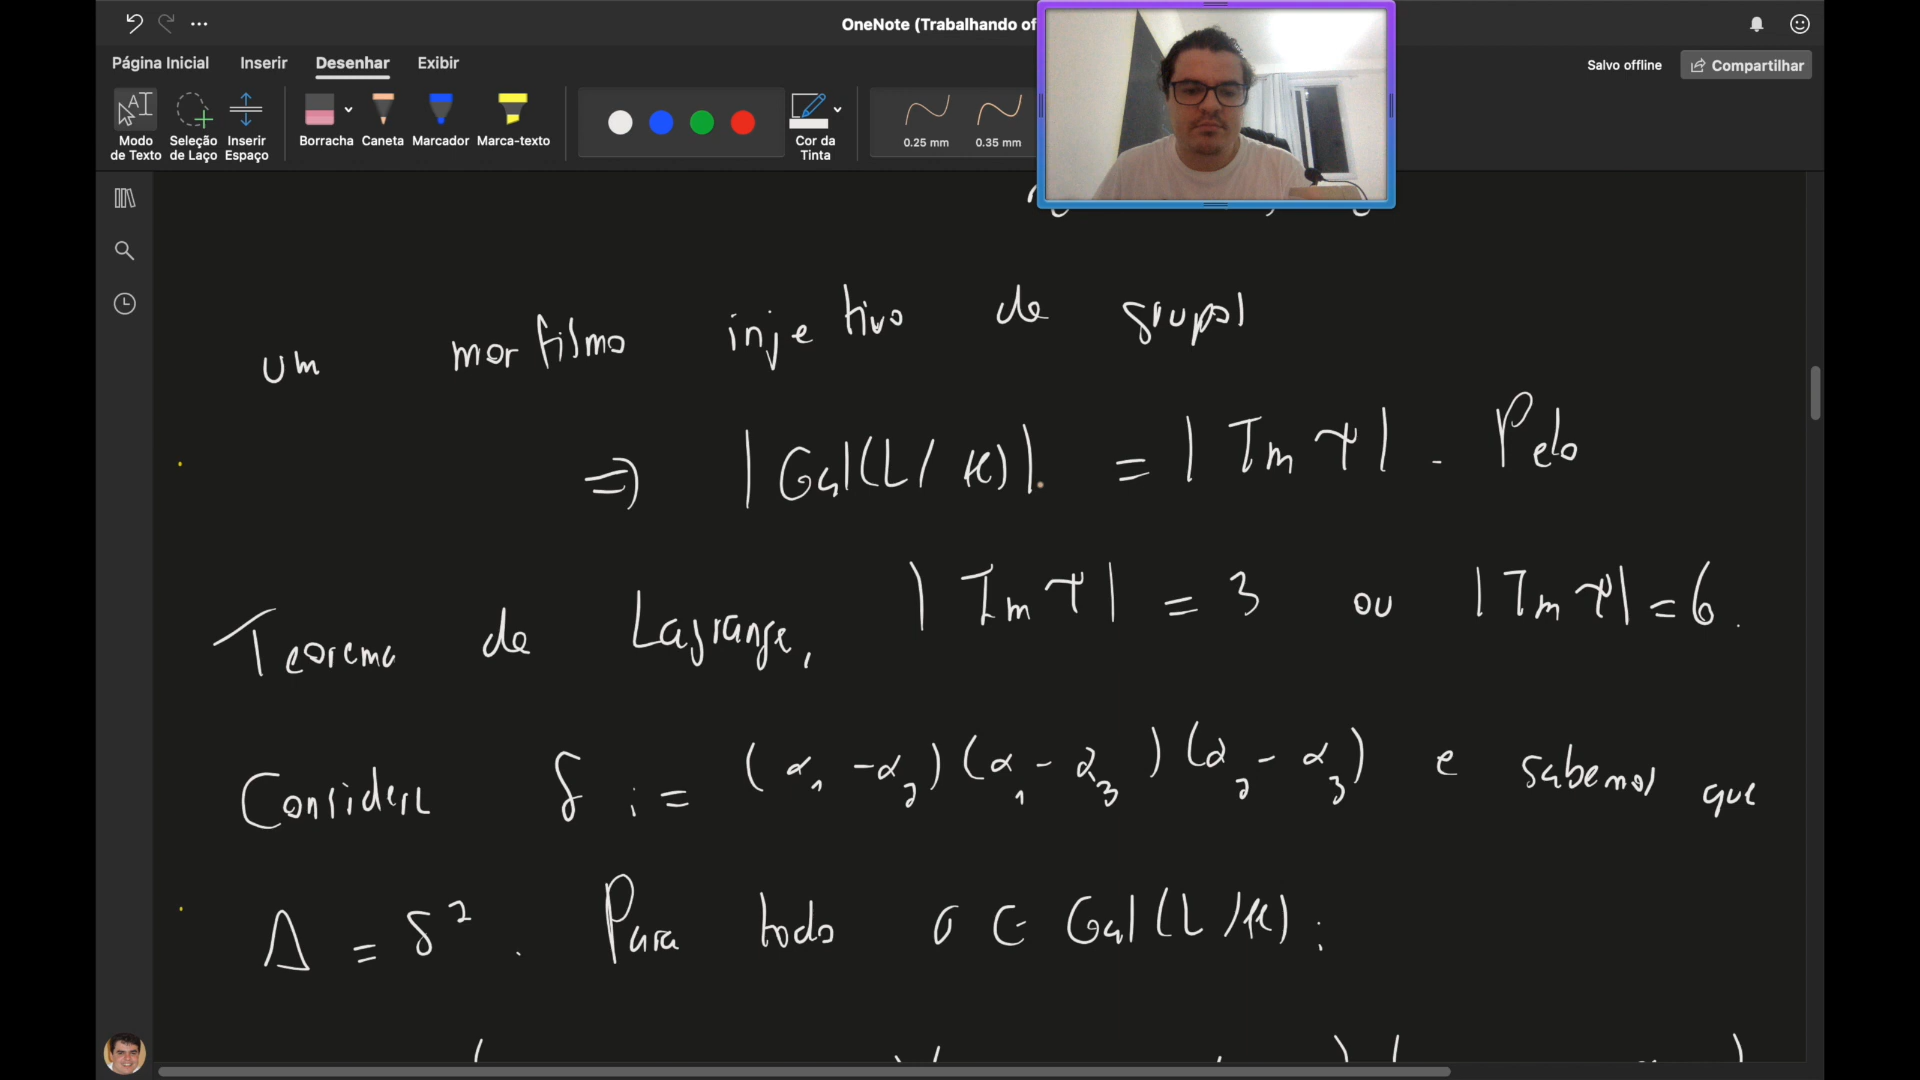 OneNote (Trabalhando of
Página Inicial Inserir Desenhar Exibir
Salvo offline Compartilhar
Modo de Texto Seleção de Laço Inserir Espaço Borracha Caneta Marcador Marca-texto Cor da Tinta 0.25 mm 0.35 mm
um morfismo injetivo de grupos
=> |Gal(L/K)| = |Im τ|. Pelo
Teorema de Lagrange, |Im τ| = 3 ou |Im τ| = 6.
Considere δ := (α₁ - α₂)(α₁ - α₃)(α₂ - α₃) e sabemos que
Δ = δ². Para todo σ ∈ Gal(L/K):